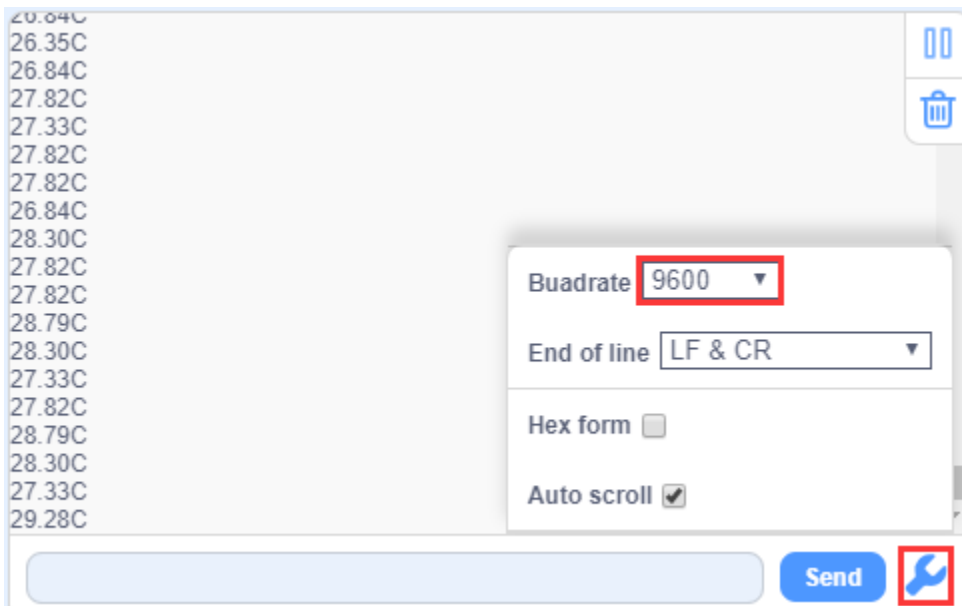 26.84C
26.35C
26.84C
27.82C
27.33C
27.82C
27.82C
26.84C
28.30C
27.82C
27.82C
28.79C
28.30C
27.33C
27.82C
28.79C
28.30C
27.33C
29.28C
Buadrate 9600
End of line LF & CR
Hex form
Auto scroll
Send